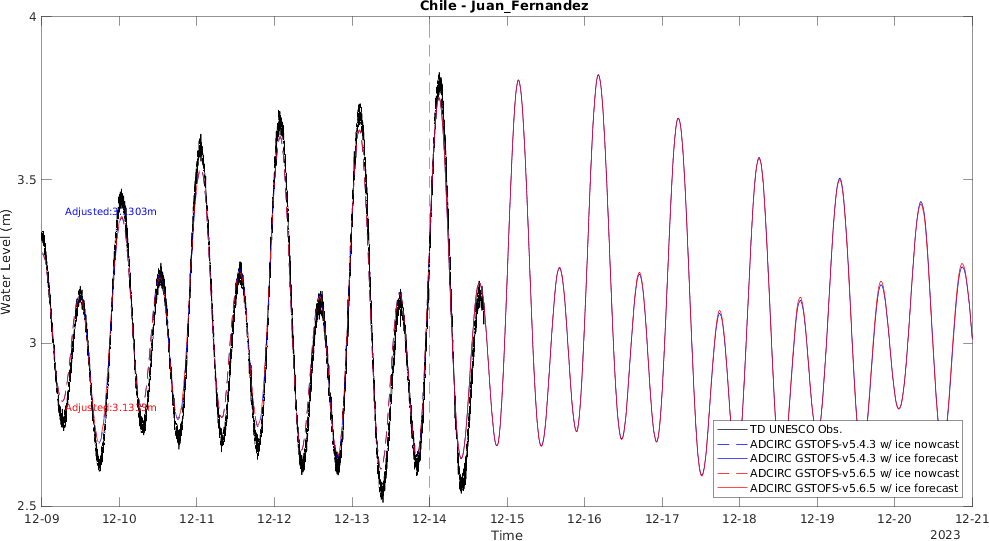 Chile - Juan_Fernandez
4
3.5
3
2.5
Water Level (m)
Adjusted:3.1303m
12-09
12-10
12-11
12-12
12-13
12-14
12-15
12-16
12-17
12-18
12-19
12-20
12-21
Time
2023
TD UNESCO Obs.
ADCIRC GSTOFS-v5.4.3 w/ ice nowcast
ADCIRC GSTOFS-v5.4.3 w/ ice forecast
ADCIRC GSTOFS-v5.6.5 w/ ice nowcast
ADCIRC GSTOFS-v5.6.5 w/ ice forecast